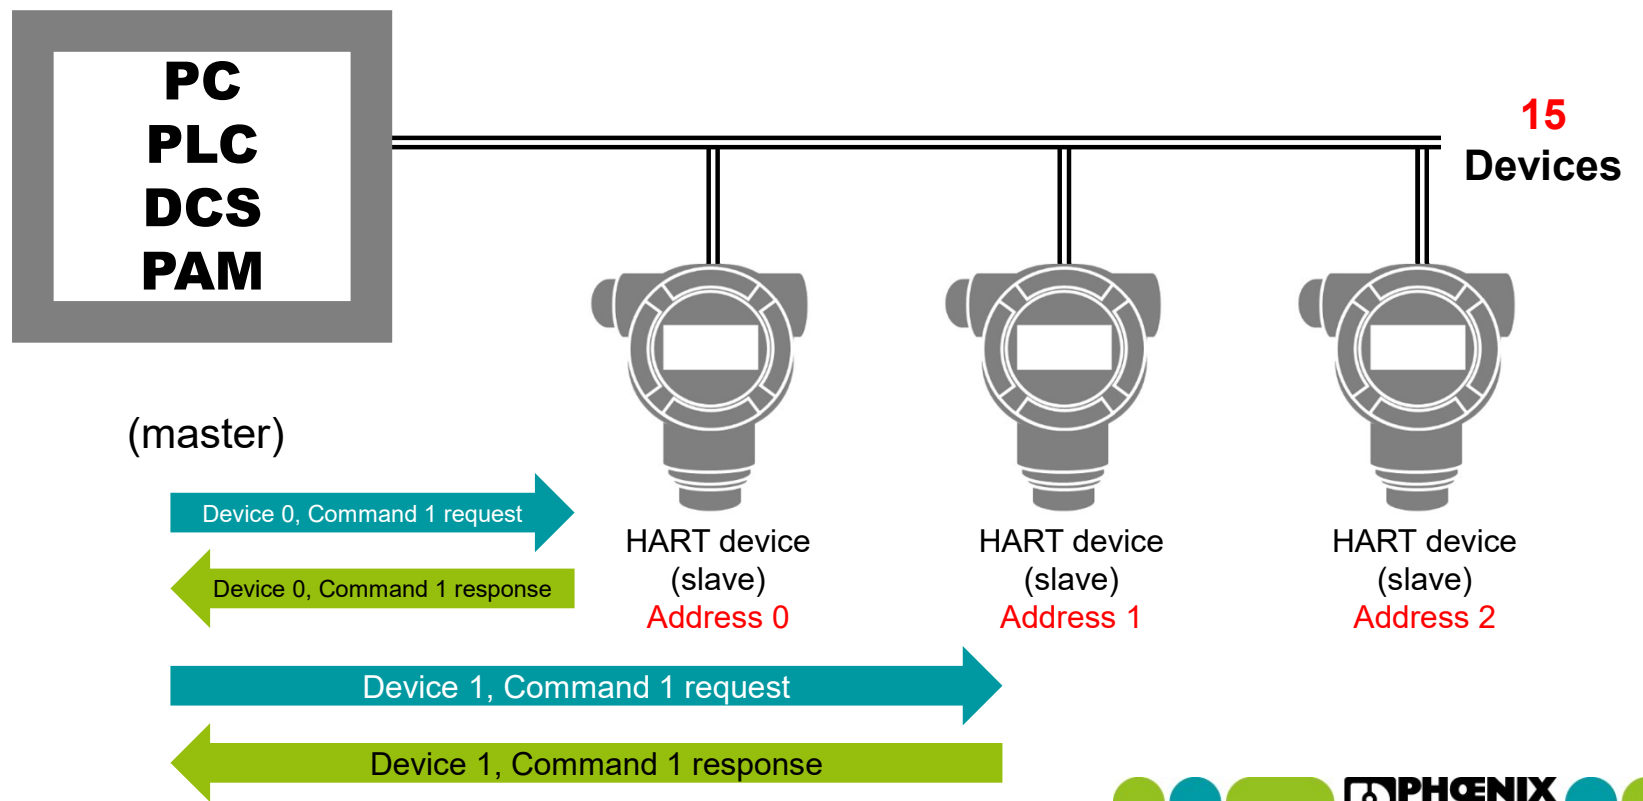 PC
PLC
DCS
PAM
15
Devices
(master)
Device 0, Command 1 request
Device 0, Command 1 response
HART device
(slave)
Address 0
HART device
(slave)
Address 1
HART device
(slave)
Address 2
Device 1, Command 1 request
Device 1, Command 1 response
PHŒNIX